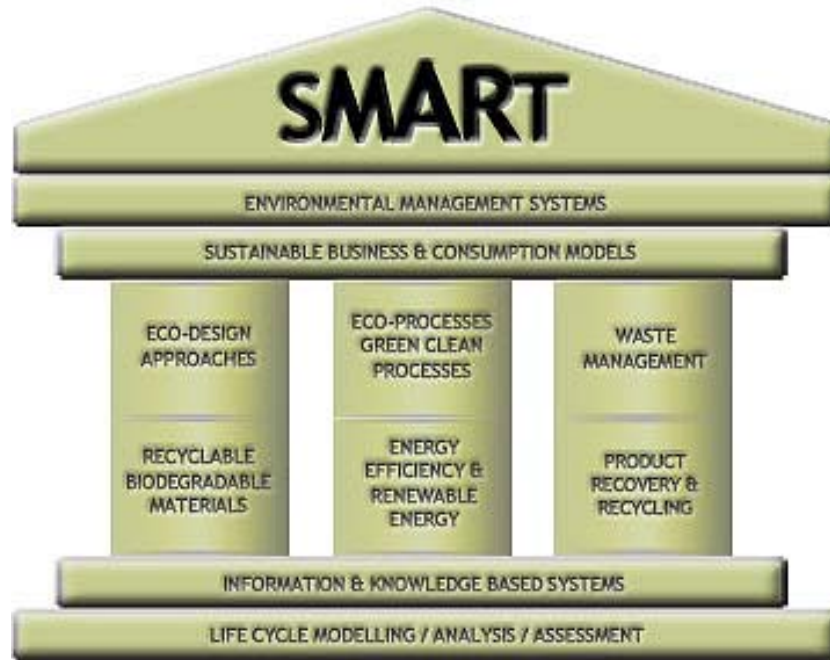 SMART
ENVIRONMENTAL MANAGEMENT SYSTEMS
SUSTAINABLE BUSINESS & CONSUMPTION MODELS
ECO-DESIGN
APPROACHES
ECO-PROCESSES
GREEN CLEAN
PROCESSES
WASTE
MANAGEMENT
RECYCLABLE
BIODEGRADABLE
MATERIALS
ENERGY
EFFICIENCY &
RENEWABLE
ENERGY
PRODUCT
RECOVERY &
RECYCLING
INFORMATION & KNOWLEDGE BASED SYSTEMS
LIFE CYCLE MODELLING / ANALYSIS / ASSESSMENT